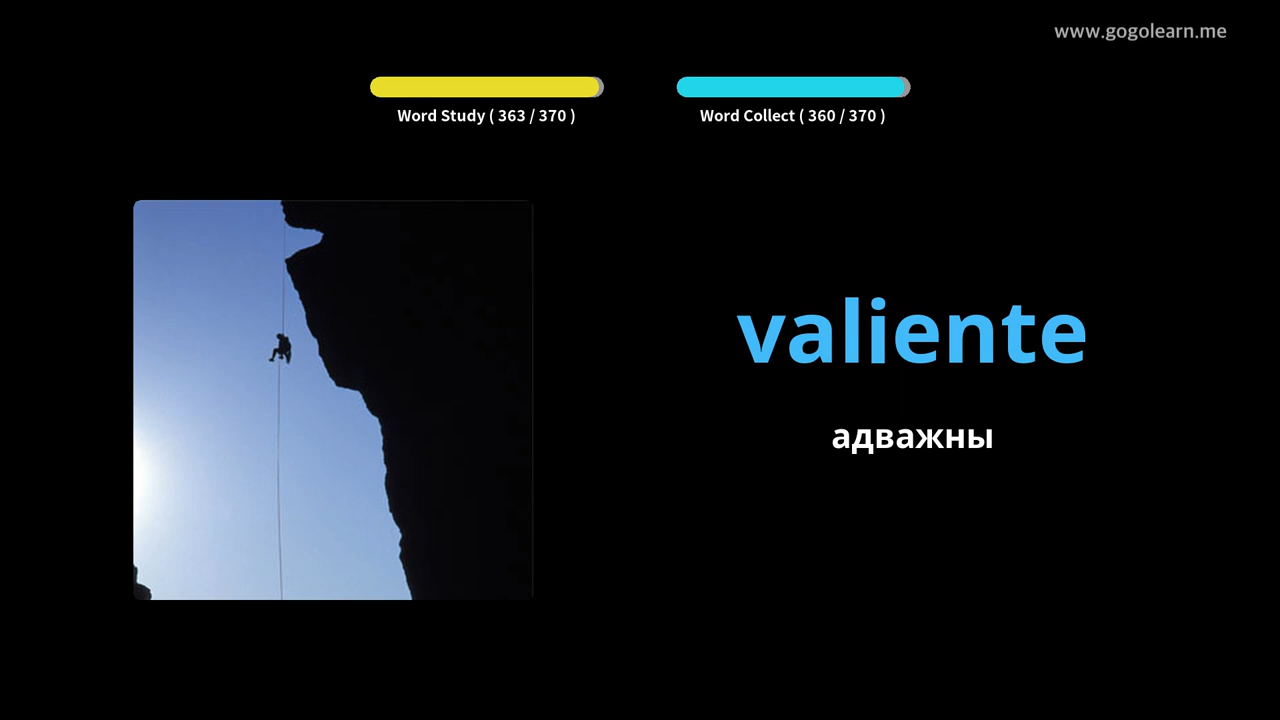 www.gogolearn.me
Word Study ( 363 / 370 )
Word Collect ( 360 / 370 )
valiente
адважны